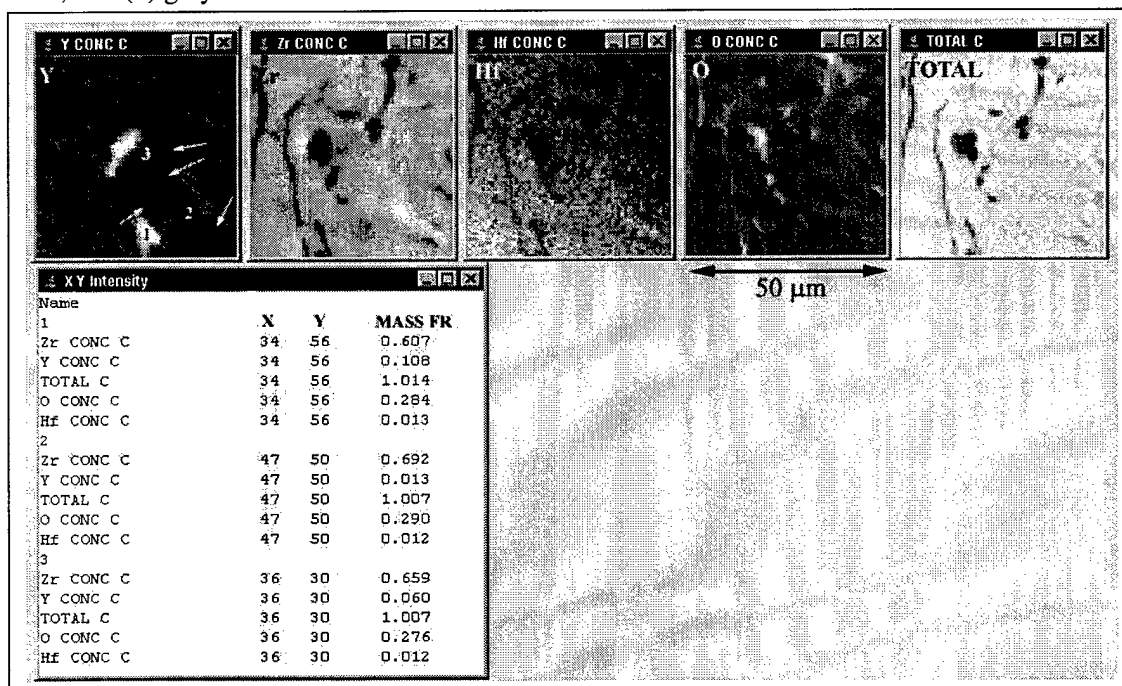 Y CONC C
Zr CONC C
Hf CONC C
O CONC C
TOTAL C
Y
Hf
O
TOTAL
3
2
1
50 µm
X Y Intensity
Name
1 X Y MASS FR
Zr CONC C 34 56 0.607
Y CONC C 34 56 0.108
TOTAL C 34 56 1.014
O CONC C 34 56 0.284
Hf CONC C 34 56 0.013
2
Zr CONC C 47 50 0.692
Y CONC C 47 50 0.013
TOTAL C 47 50 1.007
O CONC C 47 50 0.290
Hf CONC C 47 50 0.012
3
Zr CONC C 36 30 0.659
Y CONC C 36 30 0.060
TOTAL C 36 30 1.007
O CONC C 36 30 0.276
Hf CONC C 36 30 0.012